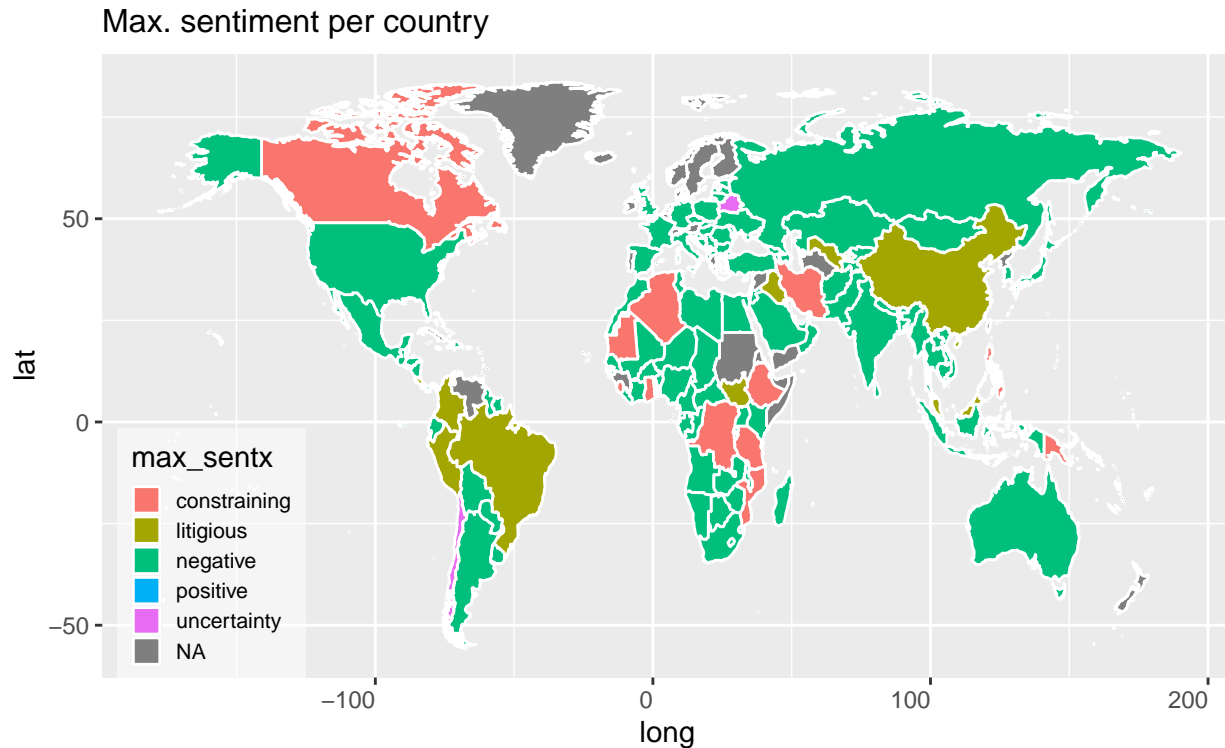 Max. sentiment per country
lat
50
0
−50
max_sentx
constraining
litigious
negative
positive
uncertainty
NA
−100
0
100
200
long